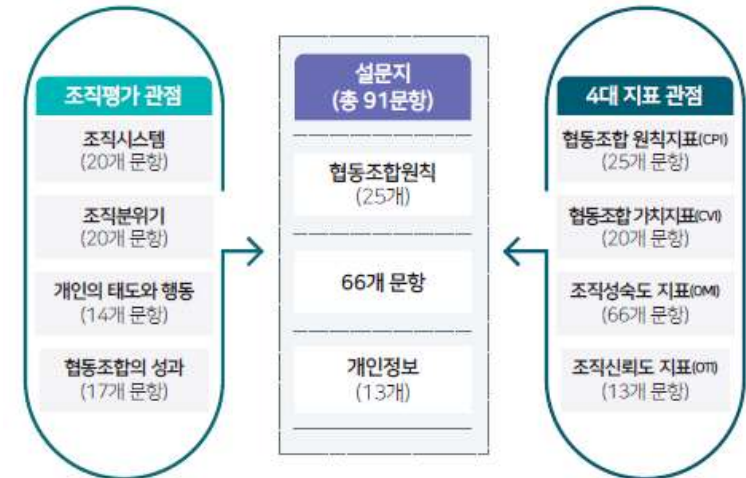 조직평가 관점
조직시스템
(20개 문항)
조직분위기
(20개 문항)
개인의 태도와 행동
(14개 문항)
협동조합의 성과
(17개 문항)
설문지
(총 91문항)
협동조합원칙
(25개)
66개 문항
개인정보
(13개)
4대 지표 관점
협동조합 원칙지표(CPI)
(25개 문항)
협동조합 가치지표(CVI)
(20개 문항)
조직성숙도 지표(OMI)
(66개 문항)
조직신뢰도 지표(OTI)
(13개 문항)